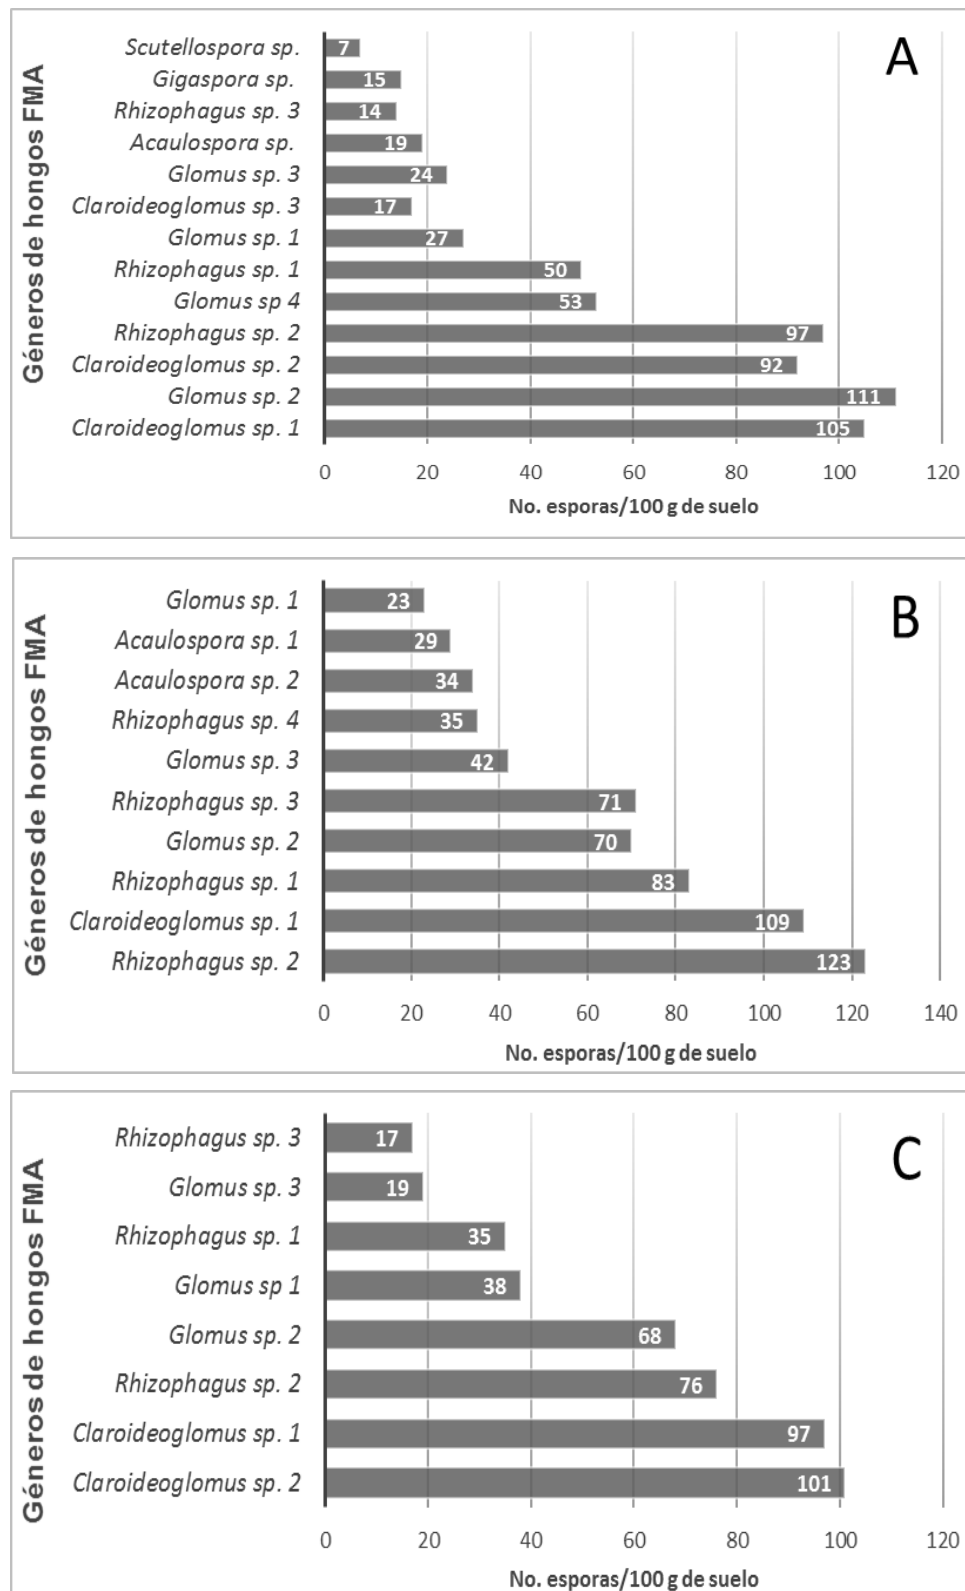 A
Géneros de hongos FMA
Scutellospora sp. 7
Gigaspora sp. 15
Rhizophagus sp. 3 14
Acaulospora sp. 19
Glomus sp. 3 24
Claroideoglomus sp. 3 17
Glomus sp. 1 27
Rhizophagus sp. 1 50
Glomus sp 4 53
Rhizophagus sp. 2 97
Claroideoglomus sp. 2 92
Glomus sp. 2 111
Claroideoglomus sp. 1 105
0 20 40 60 80 100 120
No. esporas/100 g de suelo
B
Géneros de hongos FMA
Glomus sp. 1 23
Acaulospora sp. 1 29
Acaulospora sp. 2 34
Rhizophagus sp. 4 35
Glomus sp. 3 42
Rhizophagus sp. 3 71
Glomus sp. 2 70
Rhizophagus sp. 1 83
Claroideoglomus sp. 1 109
Rhizophagus sp. 2 123
0 20 40 60 80 100 120 140
No. esporas/100 g de suelo
C
Géneros de hongos FMA
Rhizophagus sp. 3 17
Glomus sp. 3 19
Rhizophagus sp. 1 35
Glomus sp 1 38
Glomus sp. 2 68
Rhizophagus sp. 2 76
Claroideoglomus sp. 1 97
Claroideoglomus sp. 2 101
0 20 40 60 80 100 120
No. esporas/100 g de suelo